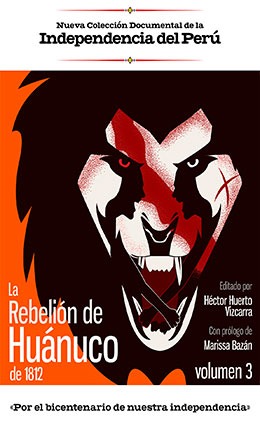 Nueva Colección Documental de la
Independencia del Perú
La
Rebelión de
Huánuco
de 1812
Editado por
Héctor Huerto
Vizcarra
Con prólogo de
Marissa Bazán
volumen 3
«Por el bicentenario de nuestra independencia»